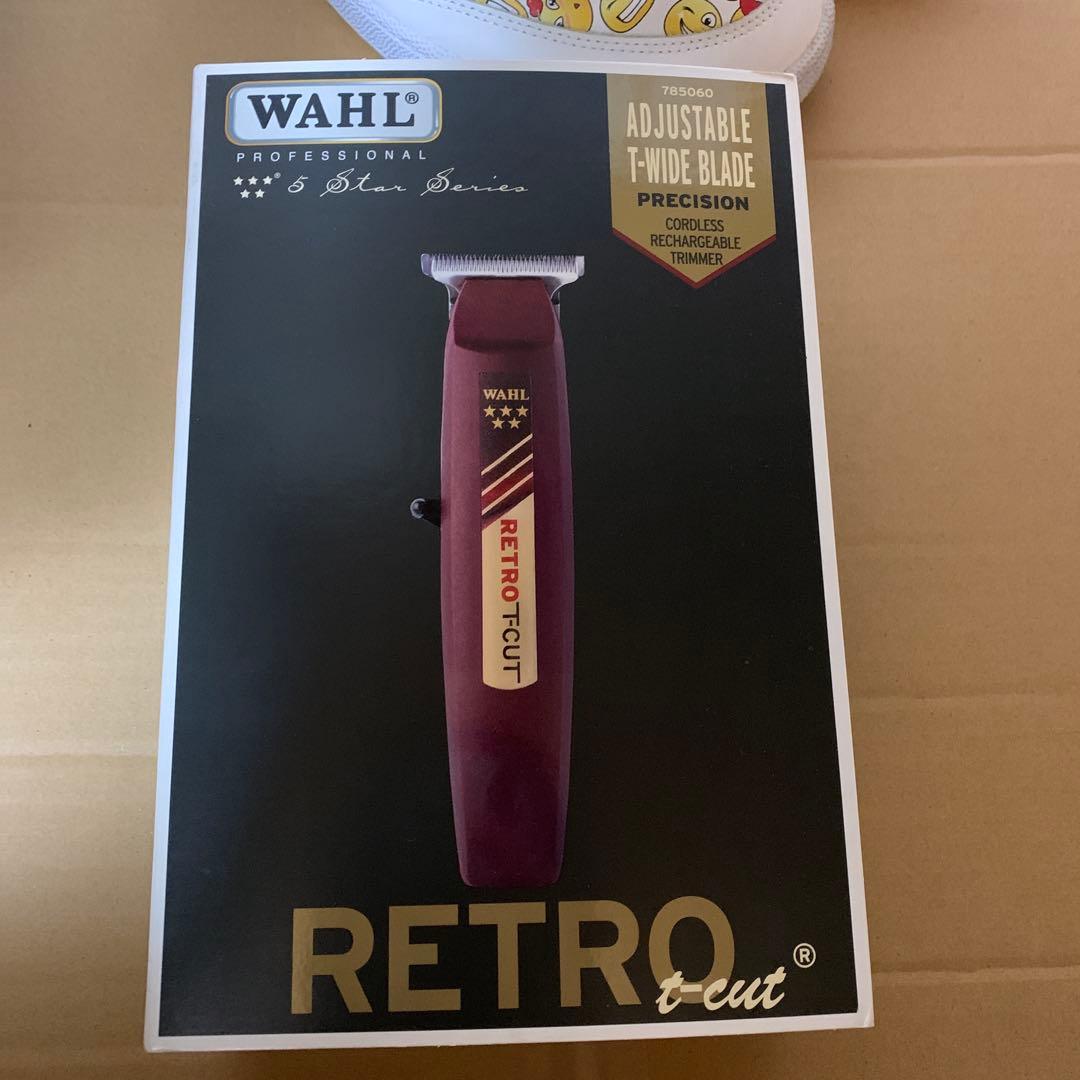 WAHL®
PROFESSIONAL
® 5 Star Series
785060
ADJUSTABLE
T-WIDE BLADE
PRECISION
CORDLESS
RECHARGEABLE
TRIMMER
WAHL
RETRO T-CUT
RETRO
t-cut®